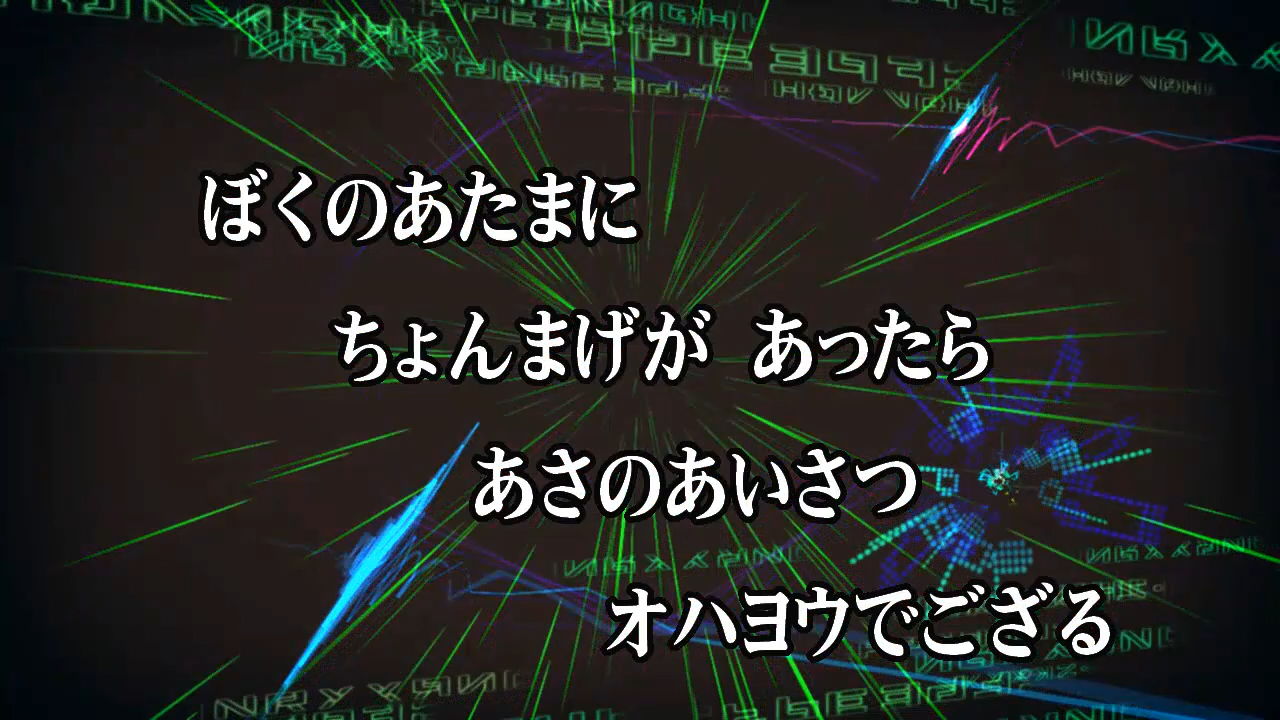 ぼくのあたまに
ちょんまげが あったら
あさのあいさつ
オハヨウでござる